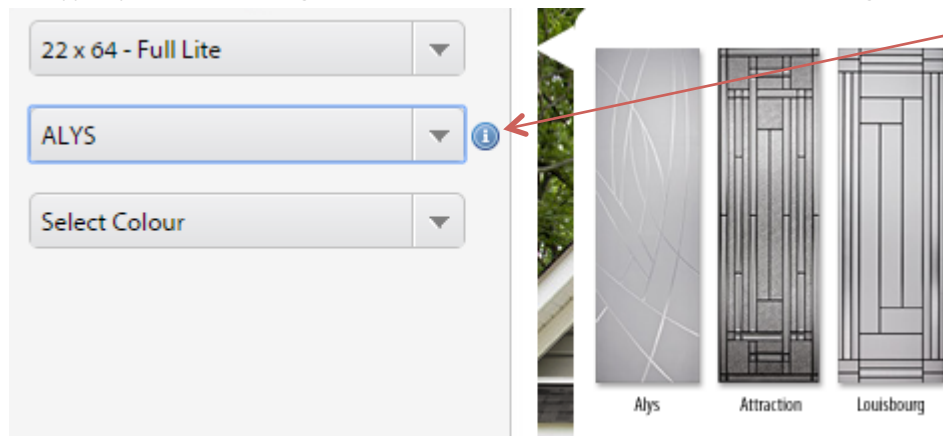 22 x 64 - Full Lite
ALYS
Select Colour
Alys
Attraction
Louisbourg